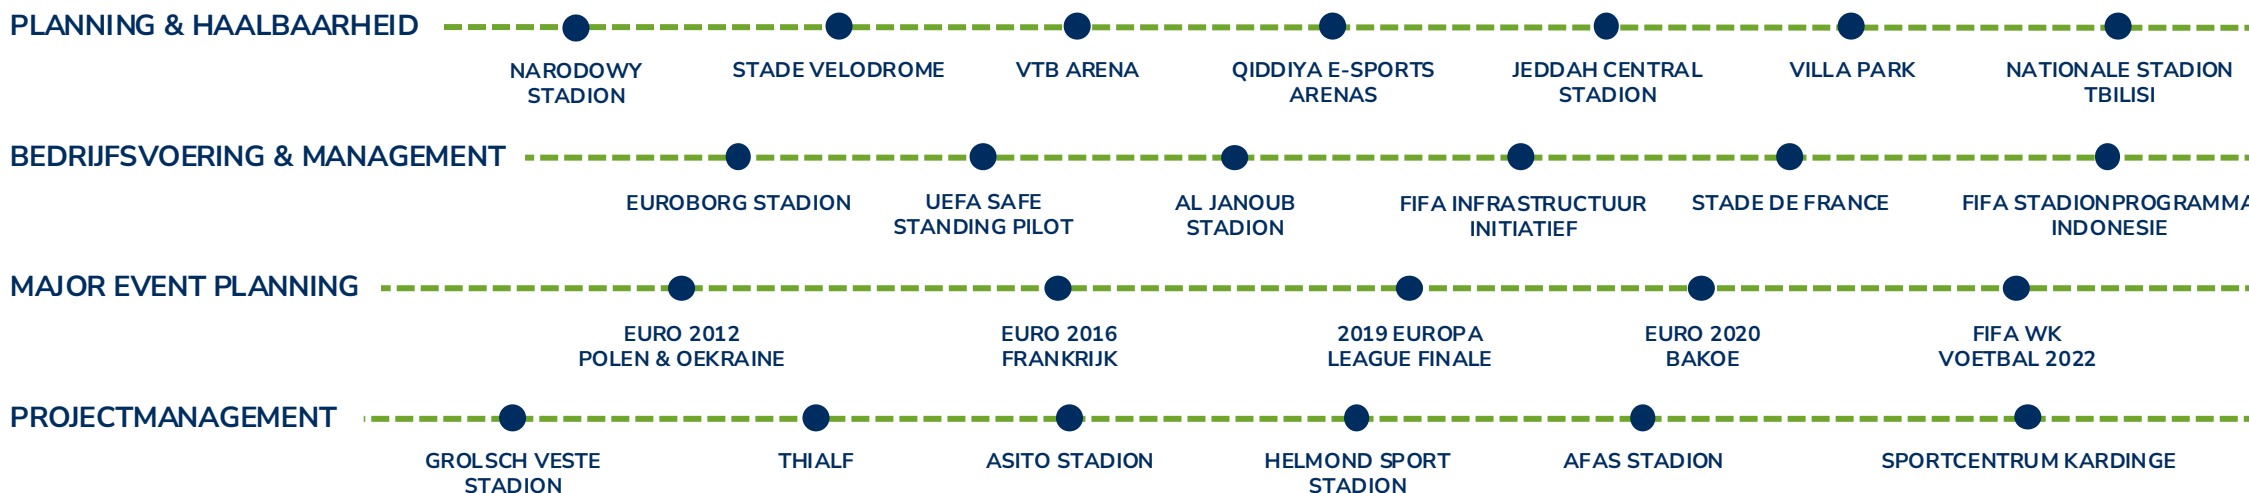 PLANNING & HAALBAARHEID
NARODOWY
STADION
STADE VELODROME
VTB ARENA
QIDDIYA E-SPORTS
ARENAS
JEDDAH CENTRAL
STADION
VILLA PARK
NATIONALE STADION
TBILISI
BEDRIJFSVOERING & MANAGEMENT
EUROBORG STADION
UEFA SAFE
STANDING PILOT
AL JANOUB
STADION
FIFA INFRASTRUCTUUR
INITIATIEF
STADE DE FRANCE
FIFA STADIONPROGRAMMA
INDONESIE
MAJOR EVENT PLANNING
EURO 2012
POLEN & OEKRAINE
EURO 2016
FRANKRIJK
2019 EUROPA
LEAGUE FINALE
EURO 2020
BAKOE
FIFA WK
VOETBAL 2022
PROJECTMANAGEMENT
GROLSCH VESTE
STADION
THIALF
ASITO STADION
HELMOND SPORT
STADION
AFAS STADION
SPORTCENTRUM KARDINGE